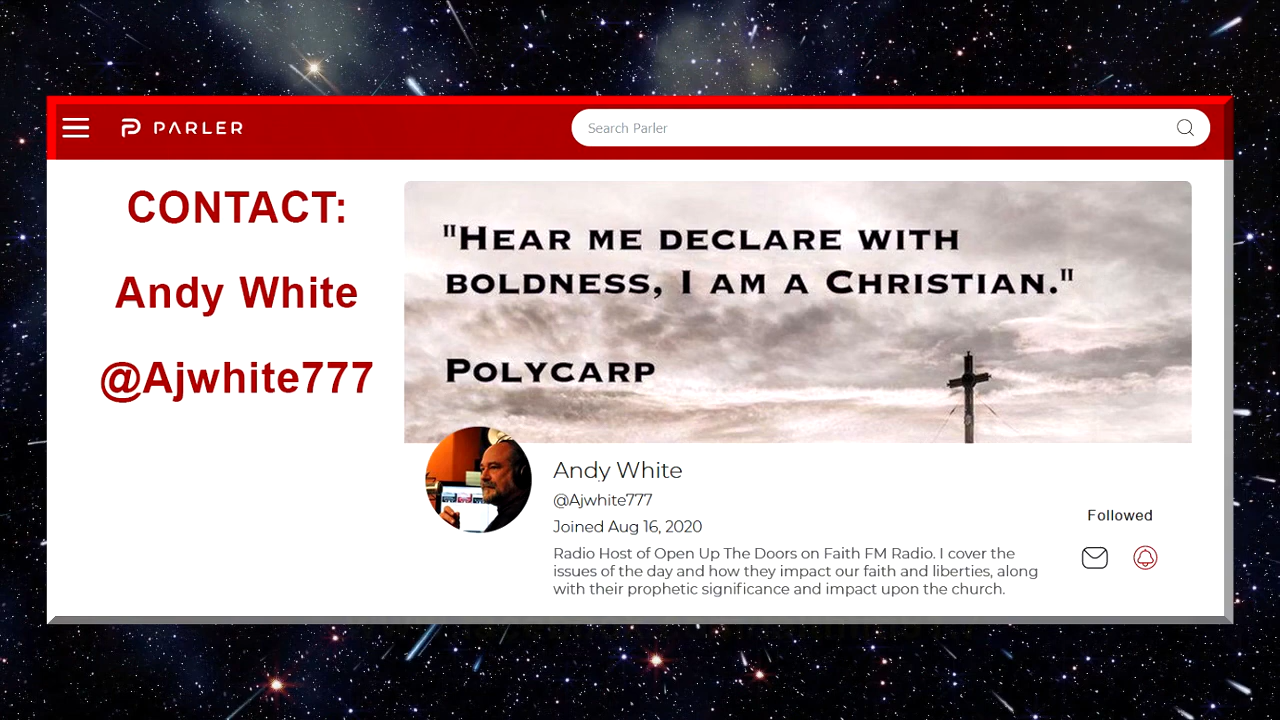 PARLER
Search Parler
CONTACT:
Andy White
@Ajwhite777
"HEAR ME DECLARE WITH
BOLDNESS, I AM A CHRISTIAN."
POLYCARP
Andy White
@Ajwhite777
Joined Aug 16, 2020
Followed
Radio Host of Open Up The Doors on Faith FM Radio. I cover the
issues of the day and how they impact our faith and liberties, along
with their prophetic significance and impact upon the church.